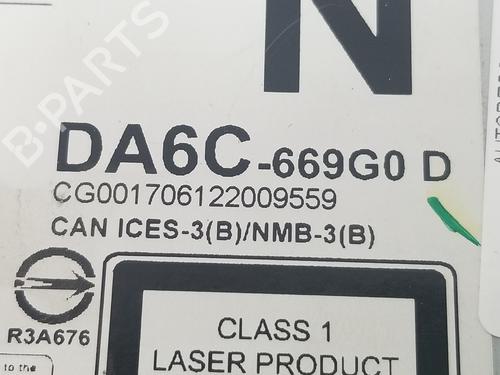 N
B-PARTS
DA6C-669G0 D
CG001706122009559
CAN ICES-3(B)/NMB-3(B)
R3A676
CLASS 1
LASER PRODUCT
to the